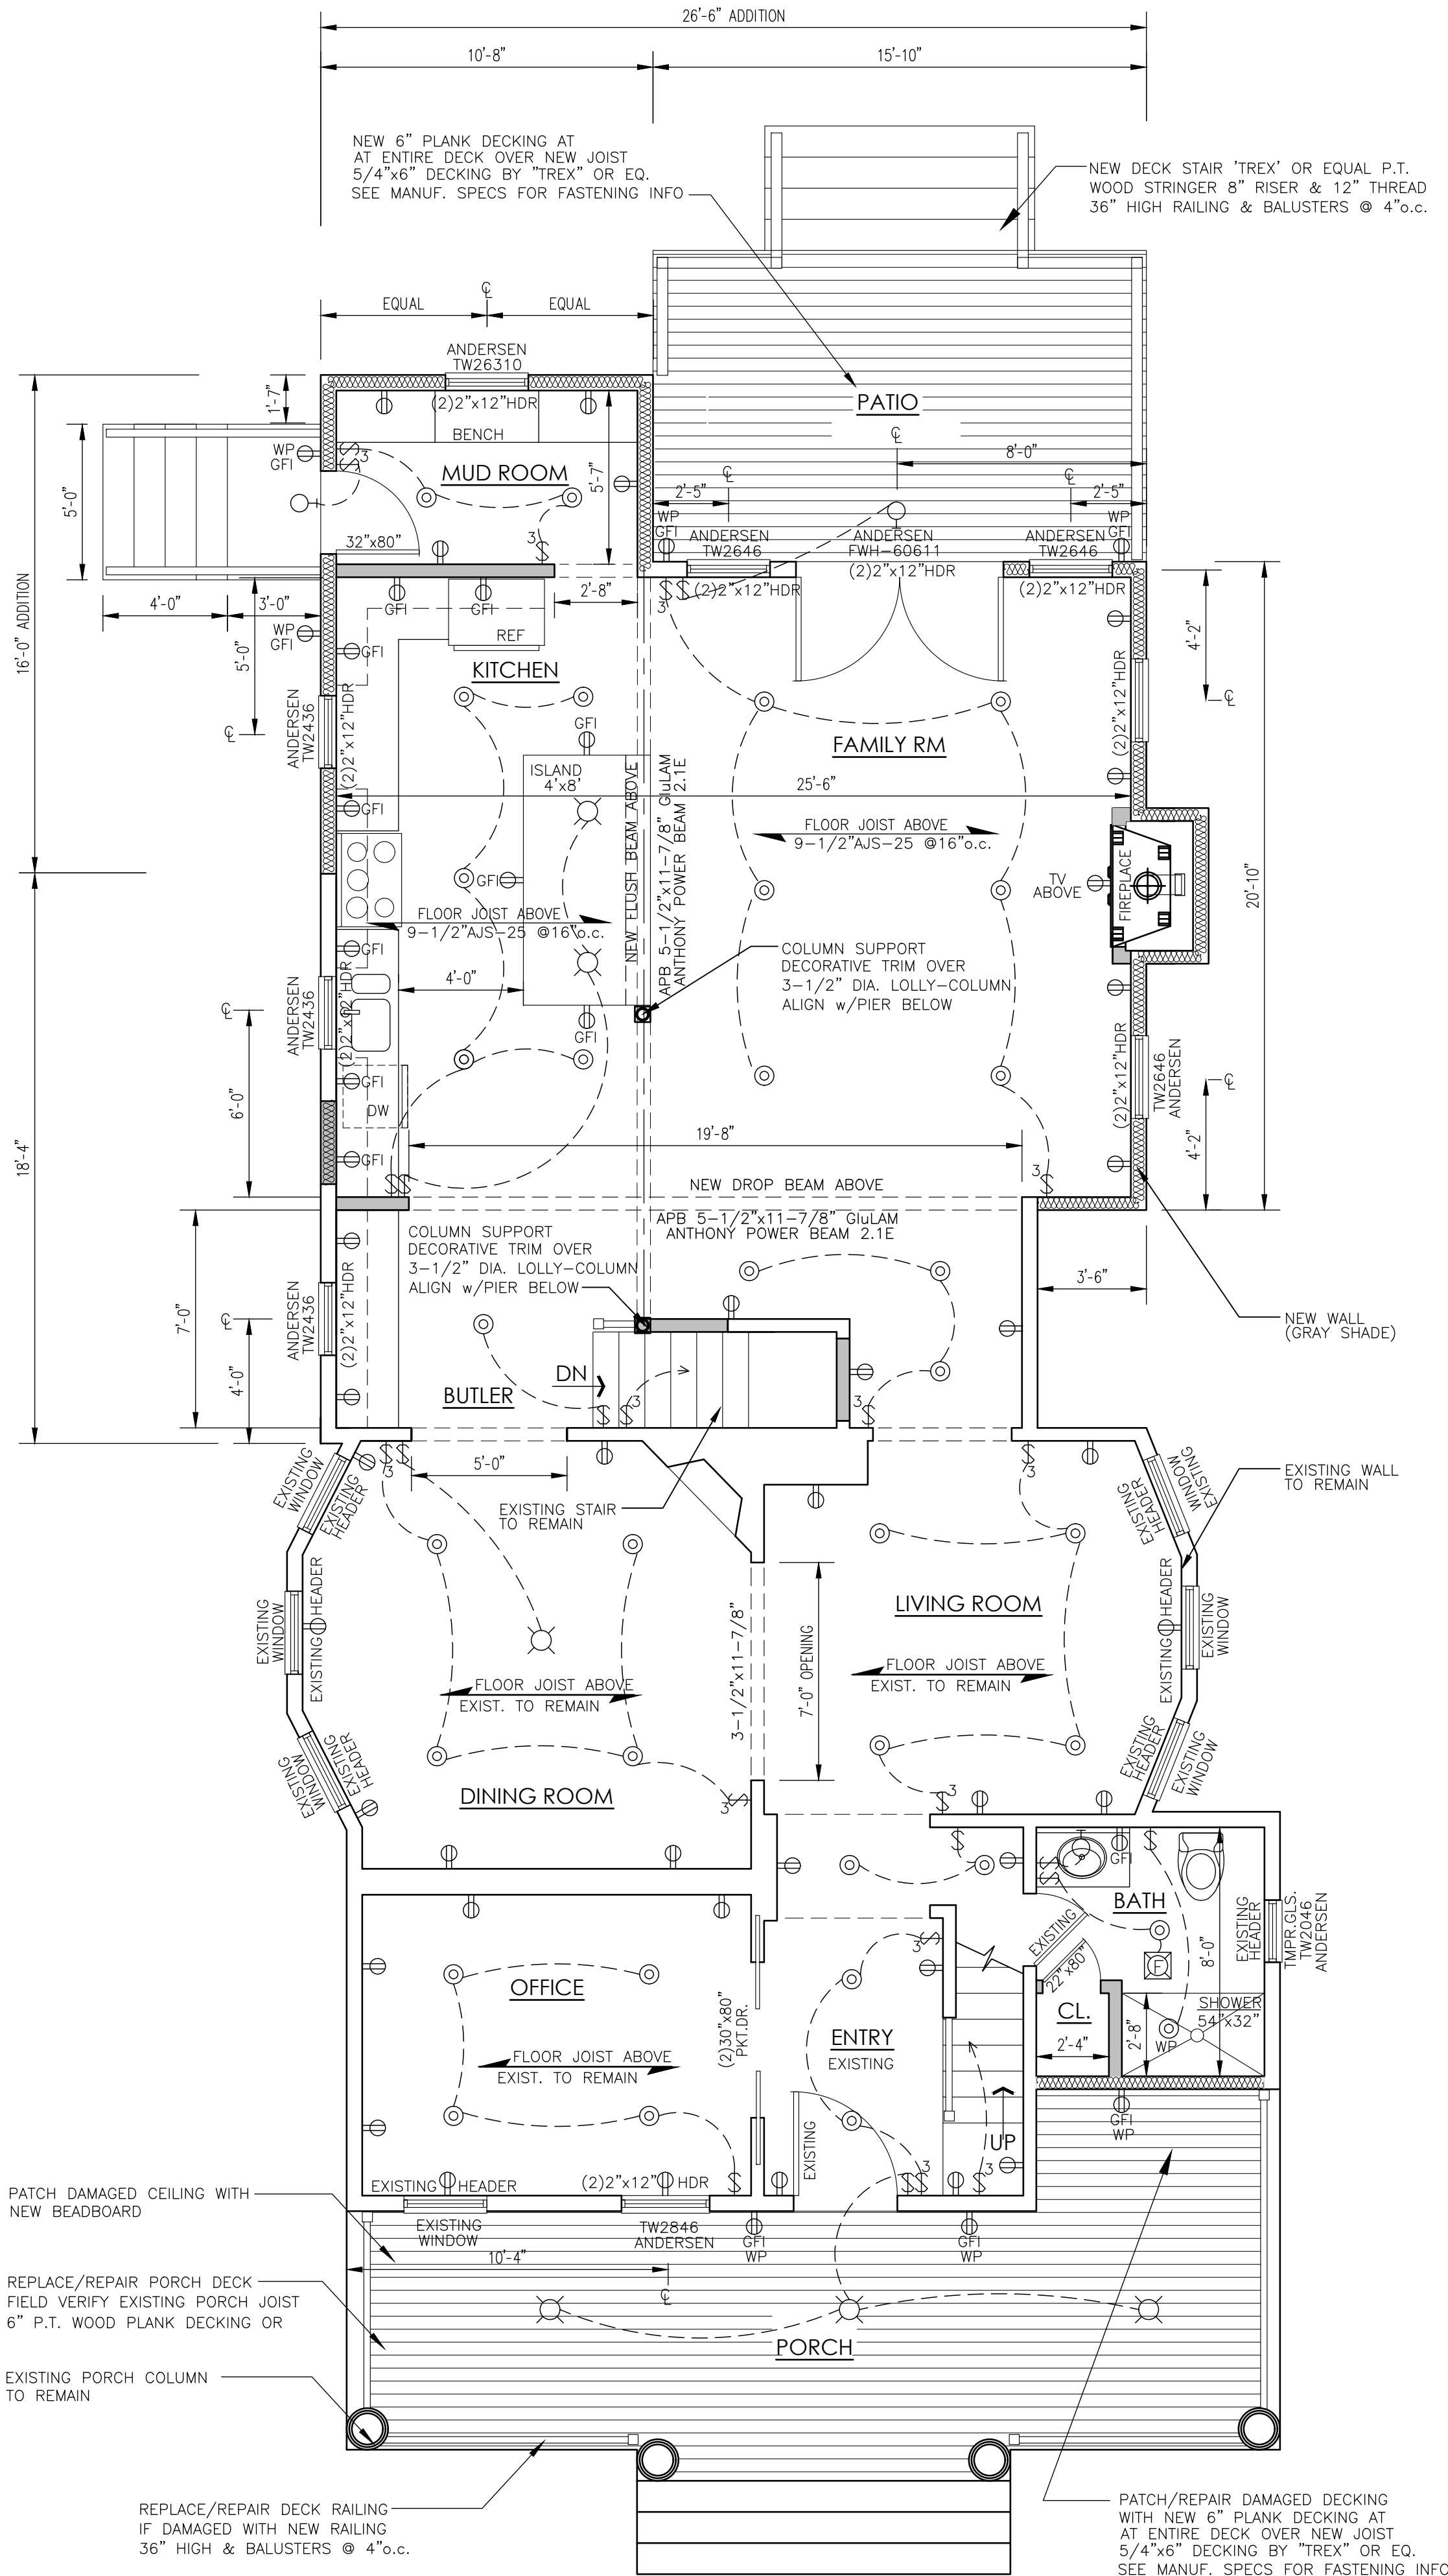 26'-6" ADDITION
10'-8"
15'-10"
NEW 6" PLANK DECKING AT
AT ENTIRE DECK OVER NEW JOIST
5/4"x6" DECKING BY "TREX" OR EQ.
SEE MANUF. SPECS FOR FASTENING INFO
NEW DECK STAIR 'TREX' OR EQUAL P.T.
WOOD STRINGER 8" RISER & 12" THREAD
36" HIGH RAILING & BALUSTERS @ 4"o.c.
EQUAL
℄
EQUAL
ANDERSEN
TW26310
(2)2"x12"HDR
BENCH
MUD ROOM
1'-7"
WP
GFI
3
5'-7"
5'-0"
32"x80"
3
PATIO
℄
8'-0"
℄
2'-5"
℄
2'-5"
WP
GFI
ANDERSEN
TW2646
(2)2"x12"HDR
ANDERSEN
FWH-60611
(2)2"x12"HDR
WP
GFI
ANDERSEN
TW2646
(2)2"x12"HDR
3
16'-0" ADDITION
4'-0"
3'-0"
WP
GFI
5'-0"
2'-8"
GFI
GFI
REF
GFI
KITCHEN
ANDERSEN
TW2436
(2)2"x12"HDR
℄
GFI
ISLAND
4'x8'
NEW FLUSH BEAM ABOVE
APB 5-1/2"x11-7/8" GluLAM
ANTHONY POWER BEAM 2.1E
FAMILY RM
25'-6"
4'-2"
℄
(2)2"x12"HDR
GFI
FLOOR JOIST ABOVE
9-1/2"AJS-25 @16"o.c.
GFI
TV
ABOVE
FIREPLACE
20'-10"
FLOOR JOIST ABOVE
9-1/2"AJS-25 @16"o.c.
GFI
4'-0"
COLUMN SUPPORT
DECORATIVE TRIM OVER
3-1/2" DIA. LOLLY-COLUMN
ALIGN w/PIER BELOW
GFI
ANDERSEN
TW2436
(2)2"x12"HDR
℄
6'-0"
GFI
DW
GFI
(2)2"x12"HDR
TW2646
ANDERSEN
℄
4'-2"
18'-4"
19'-8"
3
NEW DROP BEAM ABOVE
APB 5-1/2"x11-7/8" GluLAM
ANTHONY POWER BEAM 2.1E
COLUMN SUPPORT
DECORATIVE TRIM OVER
3-1/2" DIA. LOLLY-COLUMN
ALIGN w/PIER BELOW
3'-6"
NEW WALL
(GRAY SHADE)
7'-0"
℄
4'-0"
ANDERSEN
TW2436
(2)2"x12"HDR
DN
BUTLER
3
3
5'-0"
3
3
EXISTING STAIR
TO REMAIN
EXISTING WALL
TO REMAIN
EXISTING
WINDOW
EXISTING
HEADER
EXISTING
WINDOW
EXISTING
HEADER
EXISTING
WINDOW
EXISTING HEADER
EXISTING
WINDOW
EXISTING HEADER
LIVING ROOM
3-1/2"x11-7/8"
7'-0" OPENING
FLOOR JOIST ABOVE
EXIST. TO REMAIN
FLOOR JOIST ABOVE
EXIST. TO REMAIN
EXISTING
WINDOW
EXISTING
HEADER
EXISTING
HEADER
EXISTING
WINDOW
DINING ROOM
3
3
GFI
BATH
EXISTING
EXISTING
HEADER
TMPR.GLS.
TW2046
ANDERSEN
8'-0"
22"x80"
F
CL.
2'-4"
2'-8"
SHOWER
54"x32"
WP
3
OFFICE
(2)30"x80"
PKT.DR.
ENTRY
EXISTING
FLOOR JOIST ABOVE
EXIST. TO REMAIN
UP
EXISTING
3
3
GFI
WP
EXISTING HEADER
(2)2"x12" HDR
PATCH DAMAGED CEILING WITH
NEW BEADBOARD
EXISTING
WINDOW
TW2846
ANDERSEN
GFI
WP
GFI
WP
10'-4"
℄
REPLACE/REPAIR PORCH DECK
FIELD VERIFY EXISTING PORCH JOIST
6" P.T. WOOD PLANK DECKING OR
PORCH
EXISTING PORCH COLUMN
TO REMAIN
REPLACE/REPAIR DECK RAILING
IF DAMAGED WITH NEW RAILING
36" HIGH & BALUSTERS @ 4"o.c.
PATCH/REPAIR DAMAGED DECKING
WITH NEW 6" PLANK DECKING AT
AT ENTIRE DECK OVER NEW JOIST
5/4"x6" DECKING BY "TREX" OR EQ.
SEE MANUF. SPECS FOR FASTENING INFO